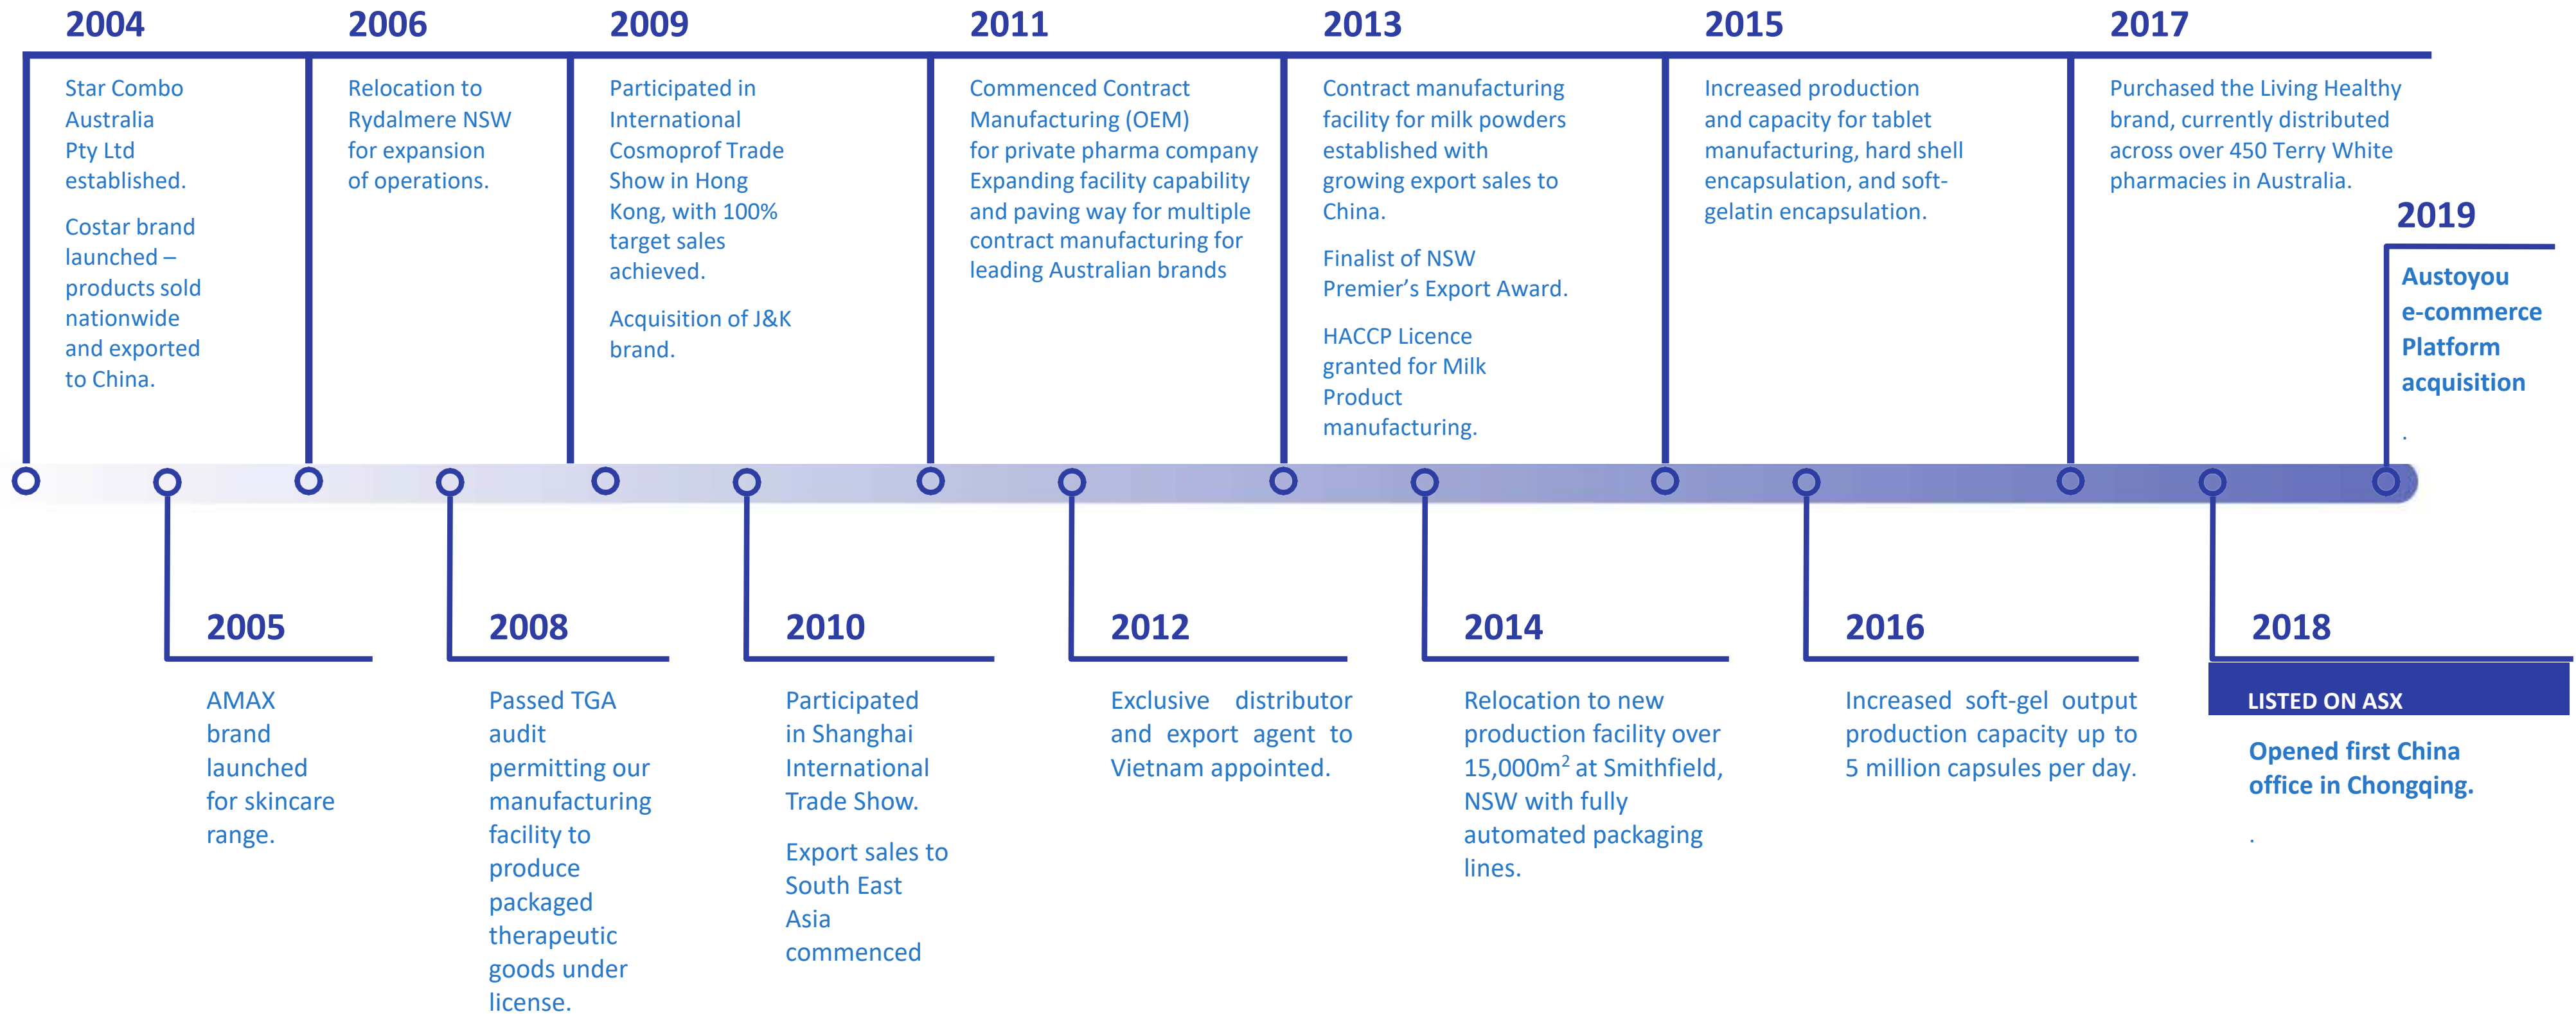 2004
Star Combo
Australia
Pty Ltd
established.
Costar brand
launched –
products sold
nationwide
and exported
to China.
2006
Relocation to
Rydalmere NSW
for expansion
of operations.
2009
Participated in
International
Cosmoprof Trade
Show in Hong
Kong, with 100%
target sales
achieved.
Acquisition of J&K
brand.
2011
Commenced Contract
Manufacturing (OEM)
for private pharma company
Expanding facility capability
and paving way for multiple
contract manufacturing for
leading Australian brands
2013
Contract manufacturing
facility for milk powders
established with
growing export sales to
China.
Finalist of NSW
Premier’s Export Award.
HACCP Licence
granted for Milk
Product
manufacturing.
2015
Increased production
and capacity for tablet
manufacturing, hard shell
encapsulation, and soft-
gelatin encapsulation.
2017
Purchased the Living Healthy
brand, currently distributed
across over 450 Terry White
pharmacies in Australia.
2019
Austoyou
e-commerce
Platform
acquisition
.
2005
AMAX
brand
launched
for skincare
range.
2008
Passed TGA
audit
permitting our
manufacturing
facility to
produce
packaged
therapeutic
goods under
license.
2010
Participated
in Shanghai
International
Trade Show.
Export sales to
South East
Asia
commenced
2012
Exclusive distributor
and export agent to
Vietnam appointed.
2014
Relocation to new
production facility over
15,000m² at Smithfield,
NSW with fully
automated packaging
lines.
2016
Increased soft-gel output
production capacity up to
5 million capsules per day.
2018
LISTED ON ASX
Opened first China
office in Chongqing.
.